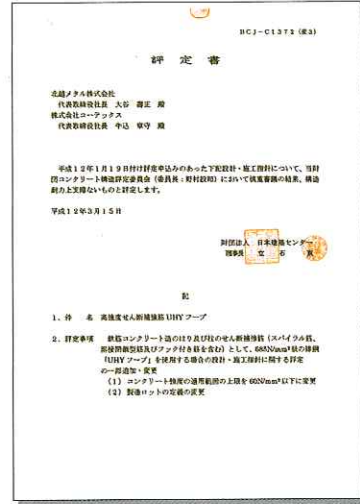 BCJ-C1372 (変3)
評定書
北越メタル株式会社
代表取締役社長 大谷 勝正 殿
株式会社コーテックス
代表取締役社長 牛込 章守 殿
平成12年1月19日付け評定申込みのあった下記設計・施工指針について、当財
団コンクリート構造評定委員会(委員長:野村設郎)において慎重審議の結果、構造
耐力上支障ないものと評定します。
平成12年3月15日
財団法人 日本建築センター
理事長 立石 真
記
1.件 名 高強度せん断補強筋UHYフープ
2.評定事項 鉄筋コンクリート造のはり及び柱のせん断補強筋(スパイラル筋、
溶接閉鎖型筋及びフック付き筋を含む)として、685N/mm²級の棒鋼
「UHYフープ」を使用する場合の設計・施工指針に関する評定
の一部追加・変更
(1)コンクリート強度の適用範囲の上限を60N/mm²以下に変更
(2)製造ロットの定義の変更